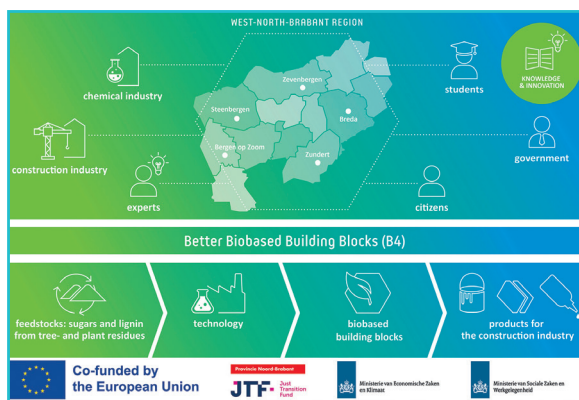 WEST-NORTH-BRABANT REGION
KNOWLEDGE
& INNOVATION
chemical industry
students
Zevenbergen
Steenbergen
Breda
construction industry
government
Bergen op Zoom
Zundert
experts
citizens
Better Biobased Building Blocks (B4)
feedstocks: sugars and lignin
from tree- and plant residues
technology
biobased
building blocks
products for
the construction industry
Co-funded by
the European Union
Provincie Noord-Brabant
JTF
Just
Transition
Fund
Ministerie van Economische Zaken
en Klimaat
Ministerie van Sociale Zaken en
Werkgelegenheid